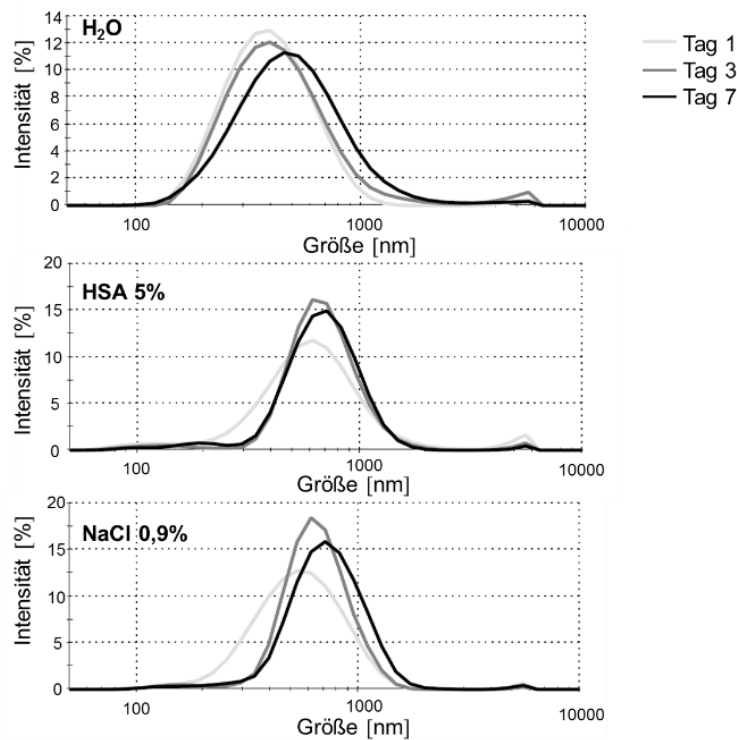 H₂O
Intensität [%]
14
12
10
8
6
4
2
0
100
1000
10000
Größe [nm]
Tag 1
Tag 3
Tag 7
HSA 5%
Intensität [%]
20
15
10
5
0
100
1000
10000
Größe [nm]
NaCl 0,9%
Intensität [%]
20
15
10
5
0
100
1000
10000
Größe [nm]